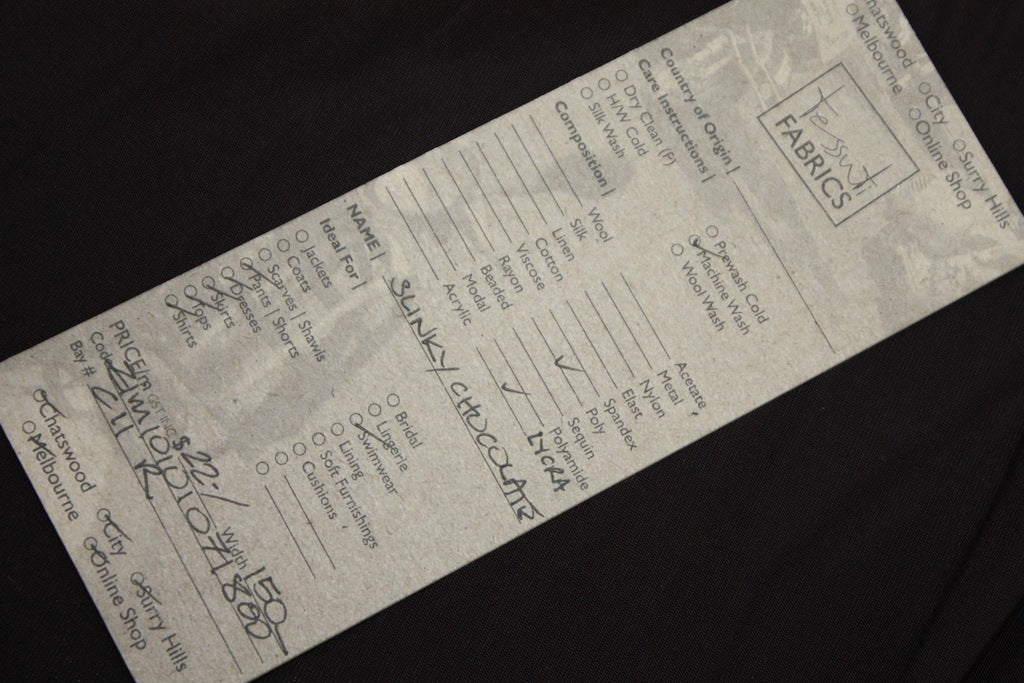 Chatswood City Surry Hills
Melbourne Online Shop
tessuti
FABRICS
Country of Origin |
Care Instructions |
Dry Clean (P) Prewash Cold
H/W Cold Machine Wash
Silk Wash Wool Wash
Composition |
Wool Acetate
Silk Metal
Linen Nylon
Cotton Elast
Viscose Spandex
Rayon Poly
Beaded Sequin
Modal Polyamide
Acrylic LYCRA
NAME | SLINKY CHOCOLATE
Ideal For |
Jackets Bridal
Coats Lingerie
Scarves | Shawls Swimwear
Pants | Shorts Lining
Dresses Soft Furnishings
Skirts Cushions
Tops
Shirts
PRICE/m GST INC $22-/ Width 150
Code
Bay #
Chatswood City Surry Hills
Melbourne Online Shop